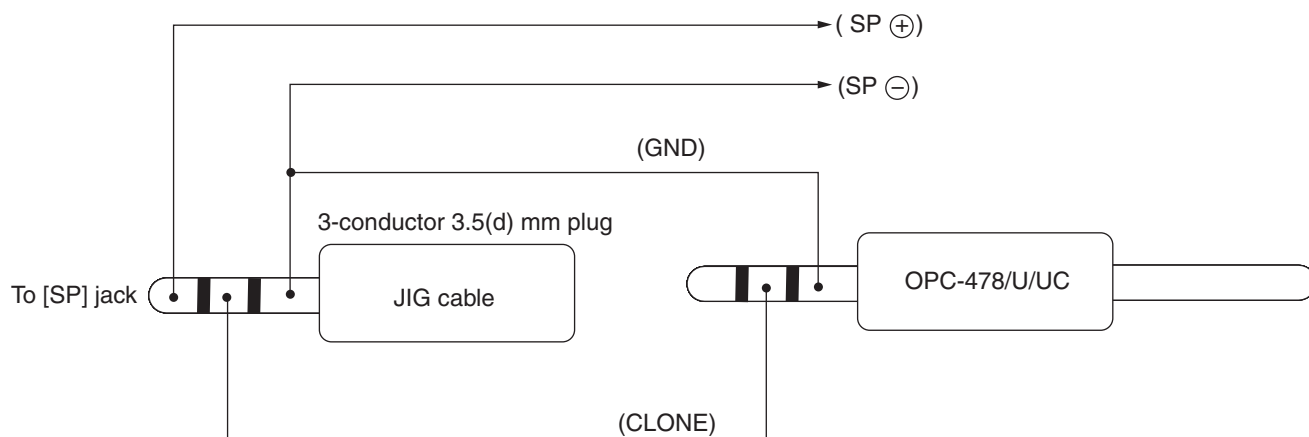 ( SP ⊕)
(SP ⊖)
(GND)
3-conductor 3.5(d) mm plug
To [SP] jack
JIG cable
OPC-478/U/UC
(CLONE)